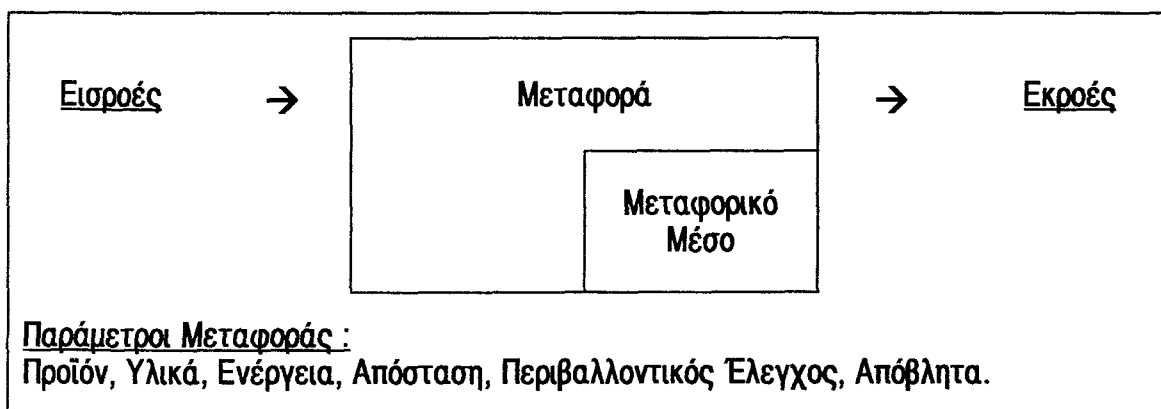 Εισροές → Μεταφορά → Εκροές
Μεταφορικό
Μέσο
Παράμετροι Μεταφοράς :
Προϊόν, Υλικά, Ενέργεια, Απόσταση, Περιβαλλοντικός Έλεγχος, Απόβλητα.